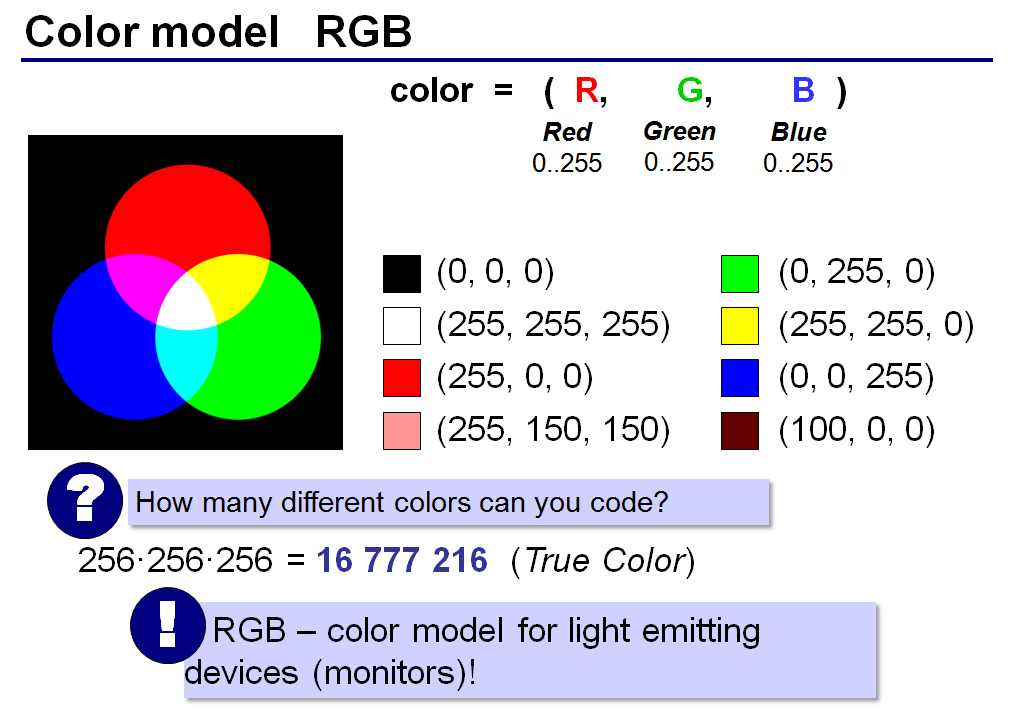 Color model RGB
color = ( R, G, B )
Red Green Blue
0..255 0..255 0..255
(0, 0, 0) (0, 255, 0)
(255, 255, 255) (255, 255, 0)
(255, 0, 0) (0, 0, 255)
(255, 150, 150) (100, 0, 0)
? How many different colors can you code?
256·256·256 = 16 777 216 (True Color)
! RGB – color model for light emitting
devices (monitors)!